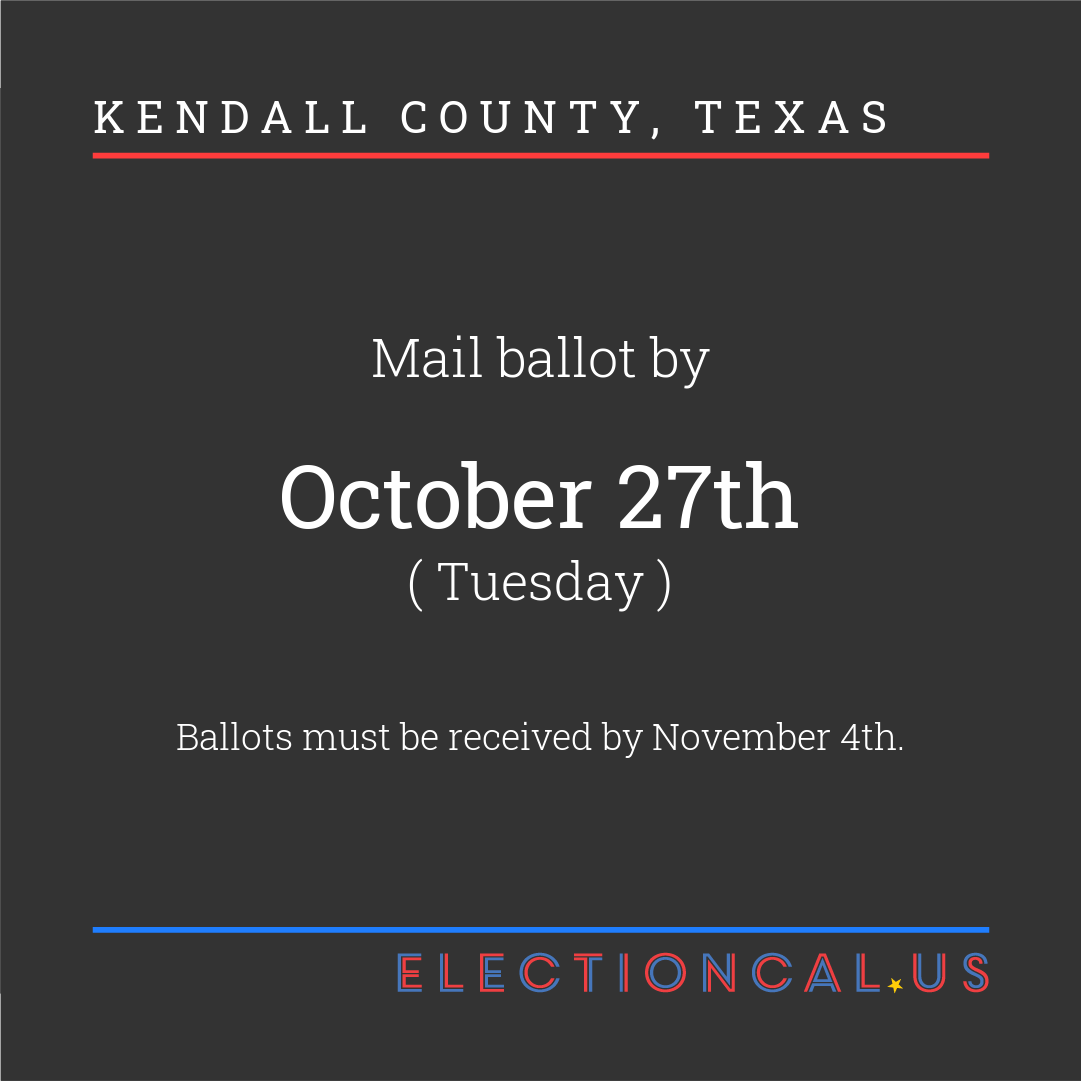 KENDALL COUNTY, TEXAS
Mail ballot by
October 27th
( Tuesday )
Ballots must be received by November 4th.
ELECTIONCAL.US